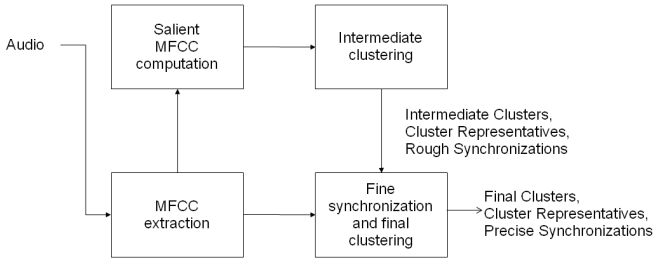 Audio
Salient
MFCC
computation
Intermediate
clustering
Intermediate Clusters,
Cluster Representatives,
Rough Synchronizations
MFCC
extraction
Fine
synchronization
and final
clustering
Final Clusters,
Cluster Representatives,
Precise Synchronizations